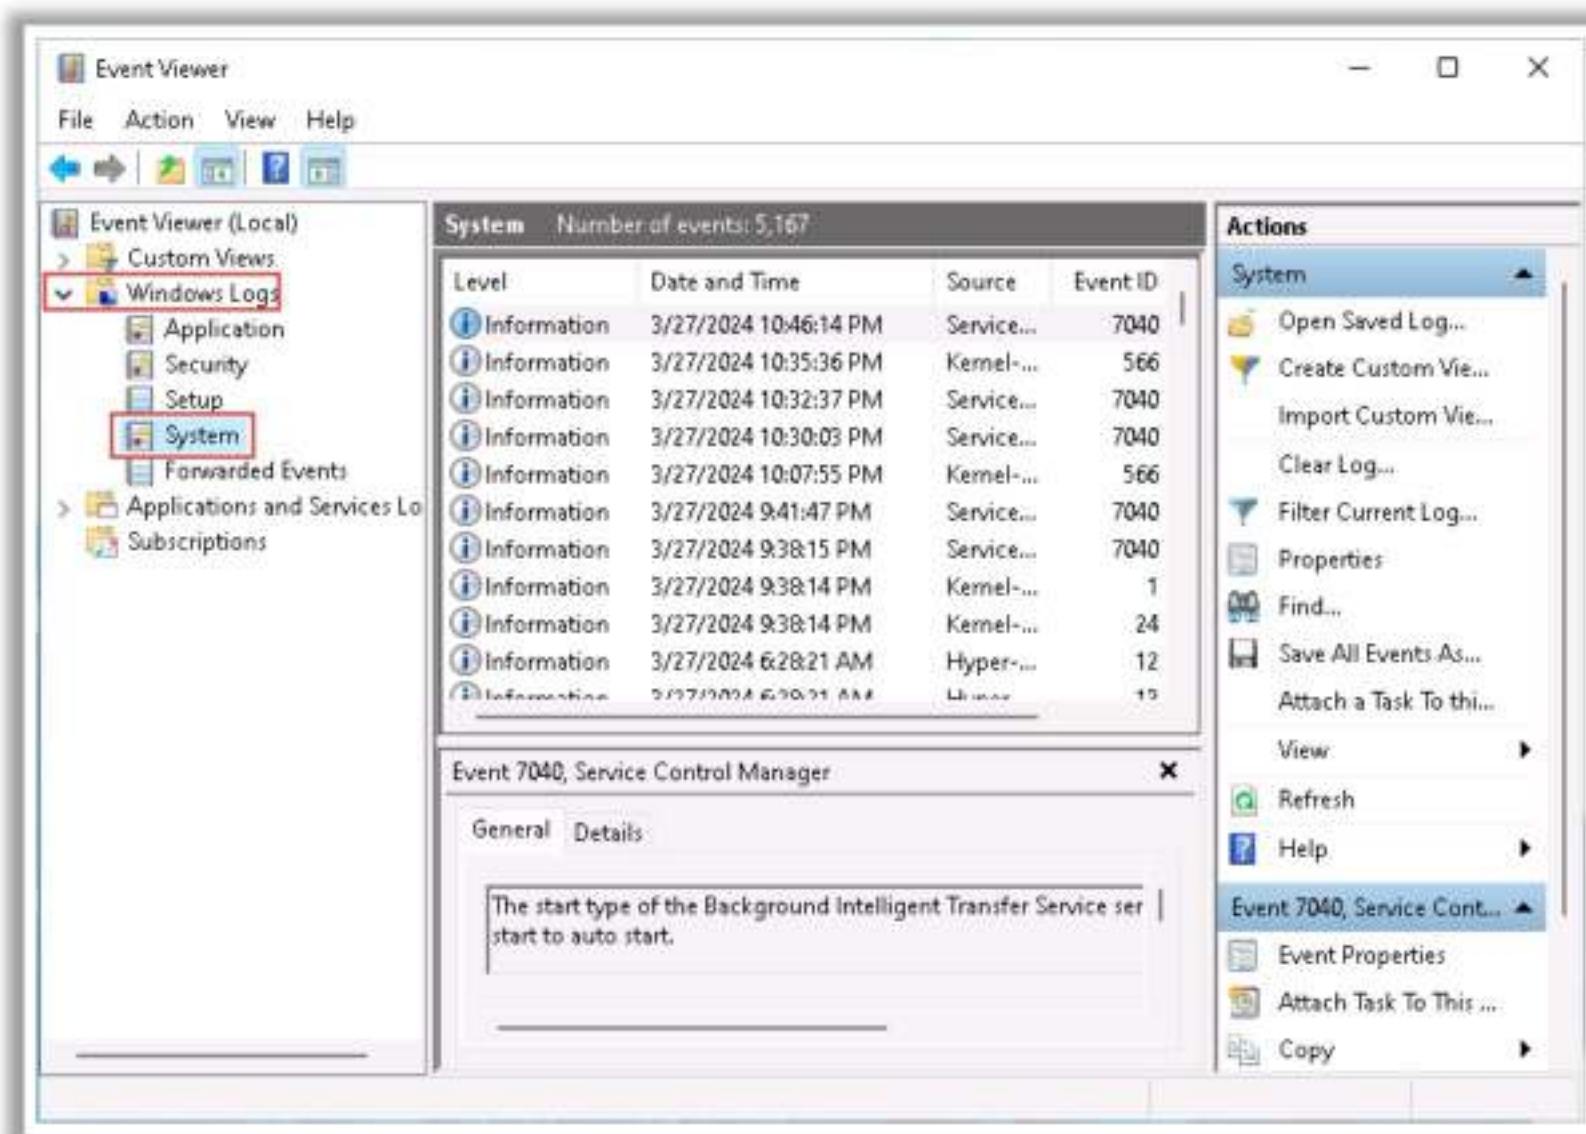 Event Viewer
File Action View Help
Event Viewer (Local)
Custom Views
Windows Logs
Application
Security
Setup
System
Forwarded Events
Applications and Services Lo
Subscriptions
System Number of events: 5,167
Level Date and Time Source Event ID
Information 3/27/2024 10:46:14 PM Service... 7040
Information 3/27/2024 10:35:36 PM Kernel-... 566
Information 3/27/2024 10:32:37 PM Service... 7040
Information 3/27/2024 10:30:03 PM Service... 7040
Information 3/27/2024 10:07:55 PM Kernel-... 566
Information 3/27/2024 9:41:47 PM Service... 7040
Information 3/27/2024 9:38:15 PM Service... 7040
Information 3/27/2024 9:38:14 PM Kernel-... 1
Information 3/27/2024 9:38:14 PM Kernel-... 24
Information 3/27/2024 6:28:21 AM Hyper-... 12
Event 7040, Service Control Manager
General Details
The start type of the Background Intelligent Transfer Service ser
start to auto start.
Actions
System
Open Saved Log...
Create Custom Vie...
Import Custom Vie...
Clear Log...
Filter Current Log...
Properties
Find...
Save All Events As...
Attach a Task To thi...
View
Refresh
Help
Event 7040, Service Cont...
Event Properties
Attach Task To This ...
Copy